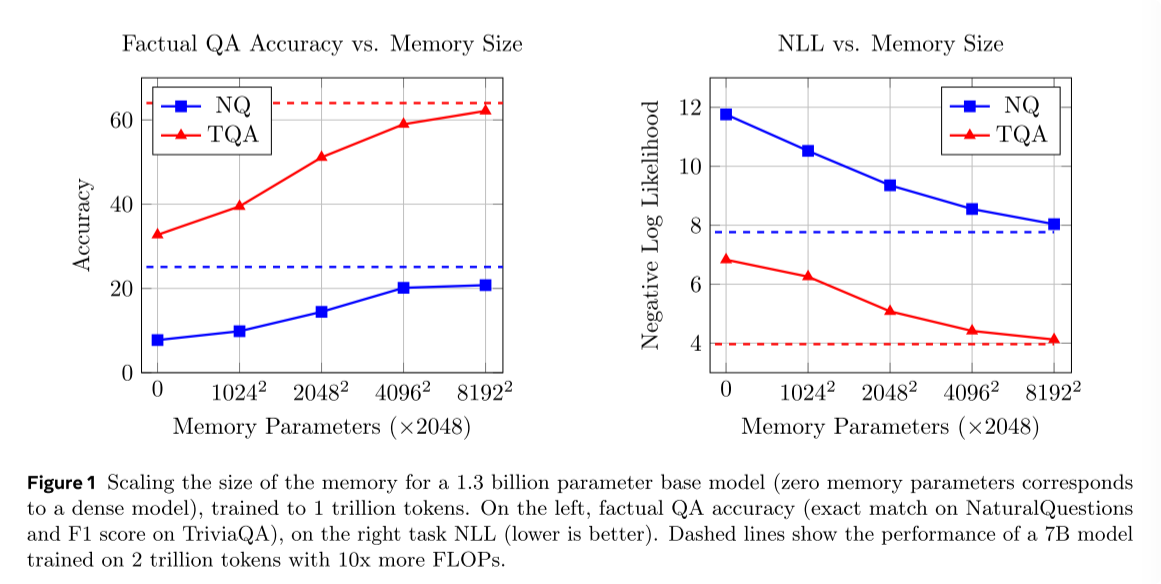 Factual QA Accuracy vs. Memory Size
NQ
TQA
60
40
20
0
Accuracy
0 1024² 2048² 4096² 8192²
Memory Parameters (×2048)
NLL vs. Memory Size
NQ
TQA
12
10
8
6
4
Negative Log Likelihood
0 1024² 2048² 4096² 8192²
Memory Parameters (×2048)
Figure 1 Scaling the size of the memory for a 1.3 billion parameter base model (zero memory parameters corresponds
to a dense model), trained to 1 trillion tokens. On the left, factual QA accuracy (exact match on NaturalQuestions
and F1 score on TriviaQA), on the right task NLL (lower is better). Dashed lines show the performance of a 7B model
trained on 2 trillion tokens with 10x more FLOPs.